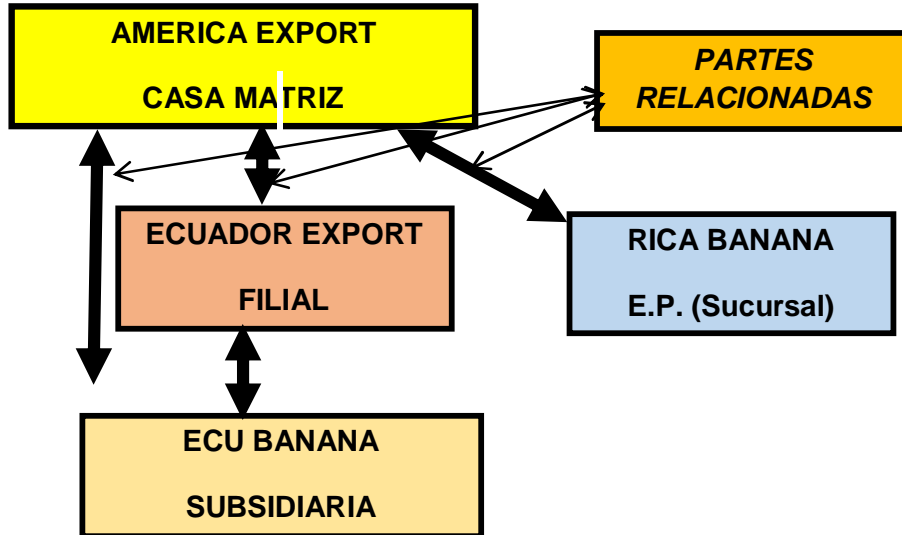 AMERICA EXPORT
CASA MATRIZ
PARTES
RELACIONADAS
ECUADOR EXPORT
FILIAL
RICA BANANA
E.P. (Sucursal)
ECU BANANA
SUBSIDIARIA